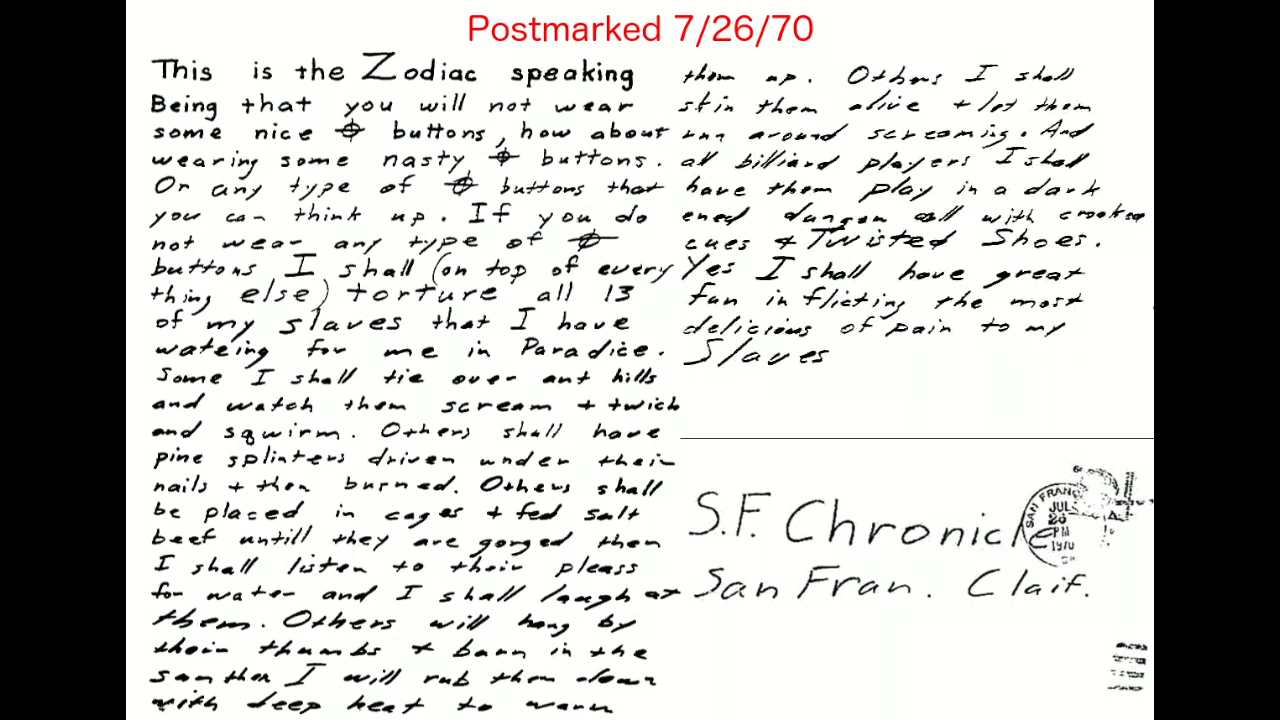 Postmarked 7/26/70
This is the Zodiac speaking
Being that you will not wear
some nice ⌖ buttons, how about
wearing some nasty ⌖ buttons.
Or any type of ⌖ buttons that
you can think up. If you do
not wear any type of ⌖
buttons I shall (on top of every
thing else) torture all 13
of my slaves that I have
wateing for me in Paradice.
Some I shall tie over ant hills
and watch them scream + twich
and squirm. Others shall have
pine splinters driven under their
nails + then burned. Others shall
be placed in cages + fed salt
beef untill they are gorged then
I shall listen to their pleass
for water and I shall laugh at
them. Others will hang by
their thumbs + burn in the
sun then I will rub them down
with deep heat to warm
them up. Others I shall
skin them alive + let them
run around screaming. And
all billiard players I shall
have them play in a dark
ened dungen cell with crooked
cues + Twisted Shoes.
Yes I shall have great
fun in flicting the most
delicious of pain to my
Slaves
S.F. Chronicle
San Fran. Claif.
SAN FRANC
JUL
26
PM
1970